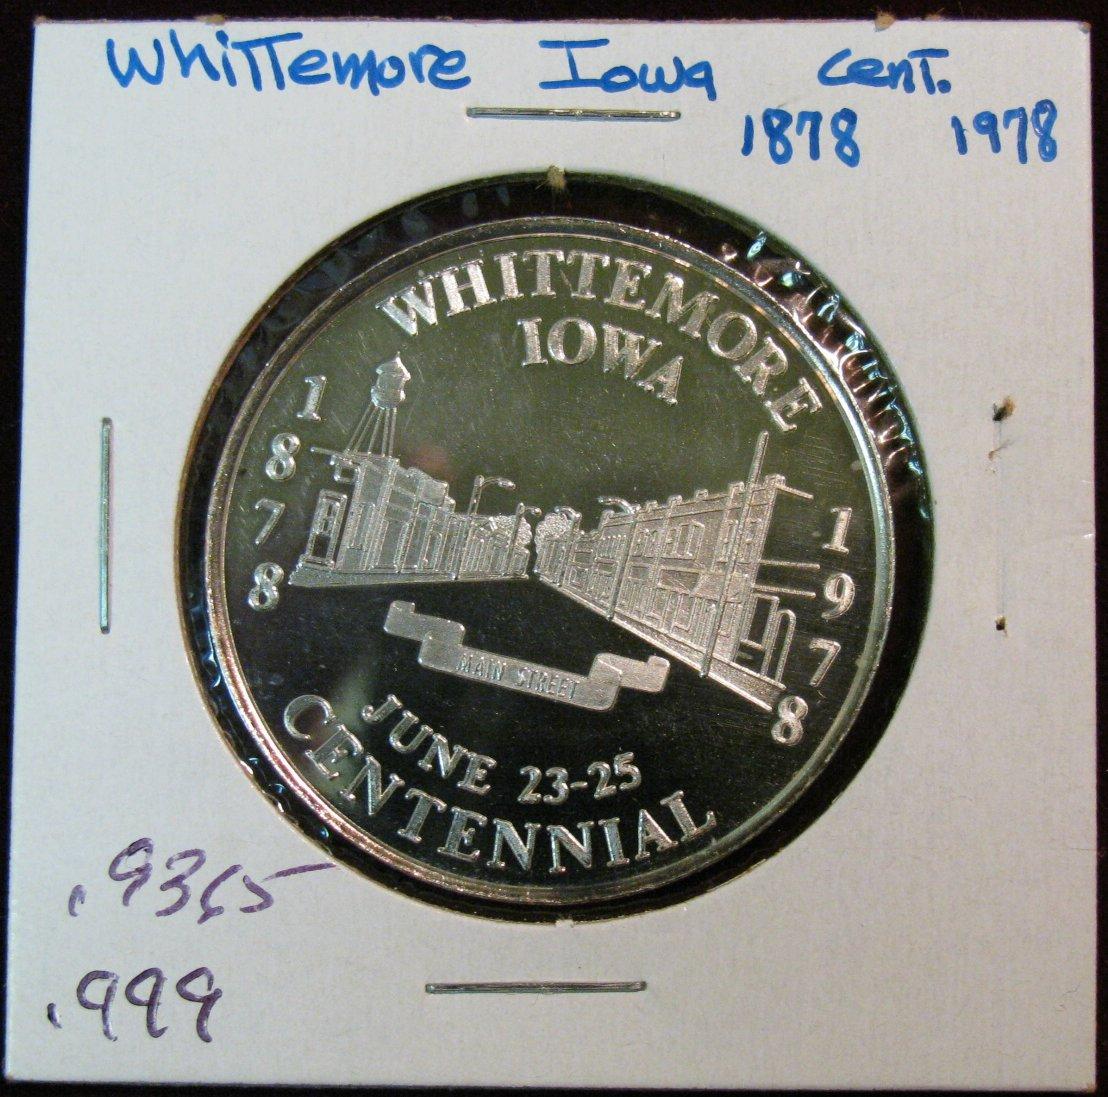 Whittemore Iowa Cent.
1878 1978
WHITTEMORE
IOWA
1878
1978
MAIN STREET
JUNE 23-25
CENTENNIAL
.9365
.999